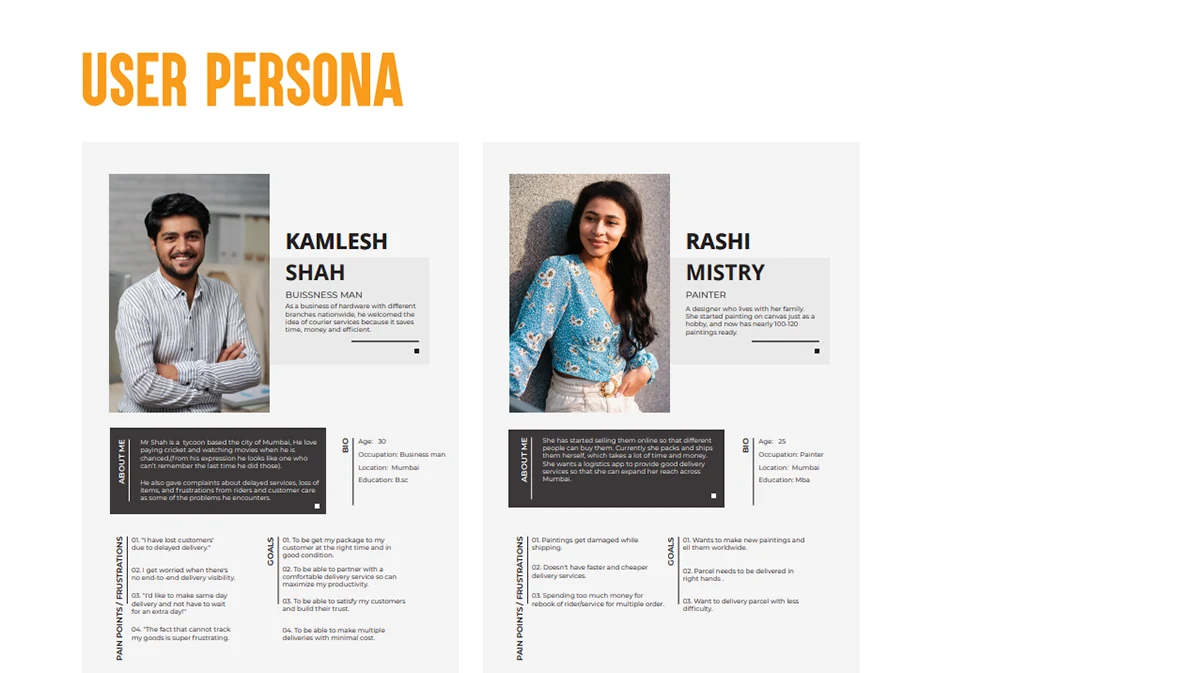 USER PERSONA
KAMLESH
SHAH
BUISSNESS MAN
As a business of hardware with different
branches nationwide, he welcomed the
idea of courier services because it saves
time, money and efficient.
ABOUT ME
Mr Shah is a tycoon based the city of Mumbai, He love
paying cricket and watching movies when he is
chanced,(from his expression he looks like one who
can't remember the last time he did those).
He also gave complaints about delayed services, loss of
items, and frustrations from riders and customer care
as some of the problems he encounters.
BIO
Age: 30
Occupation: Business man
Location: Mumbai
Education: B.sc
PAIN POINTS / FRUSTRATIONS
01. "I have lost customers'
due to delayed delivery."
02. I get worried when there's
no end-to-end delivery visibility.
03. "I'd like to make same day
delivery and not have to wait
for an extra day!"
04. "The fact that cannot track
my goods is super frustrating.
GOALS
01. To be get my package to my
customer at the right time and in
good condition.
02. To be able to partner with a
comfortable delivery service so can
maximize my productivity.
03. To be able to satisfy my customers
and build their trust.
04. To be able to make multiple
deliveries with minimal cost.
RASHI
MISTRY
PAINTER
A designer who lives with her family.
She started painting on canvas just as a
hobby, and now has nearly 100-120
paintings ready.
ABOUT ME
She has started selling them online so that different
people can buy them. Currently she packs and ships
them herself, which takes a lot of time and money.
She wants a logistics app to provide good delivery
services so that she can expand her reach across
Mumbai.
BIO
Age: 25
Occupation: Painter
Location: Mumbai
Education: Mba
PAIN POINTS / FRUSTRATIONS
01. Paintings get damaged while
shipping.
02. Doesn't have faster and cheaper
delivery services.
03. Spending too much money for
rebook of rider/service for multiple order.
GOALS
01. Wants to make new paintings and
ell them worldwide.
02. Parcel needs to be delivered in
right hands .
03. Want to delivery parcel with less
difficulty.